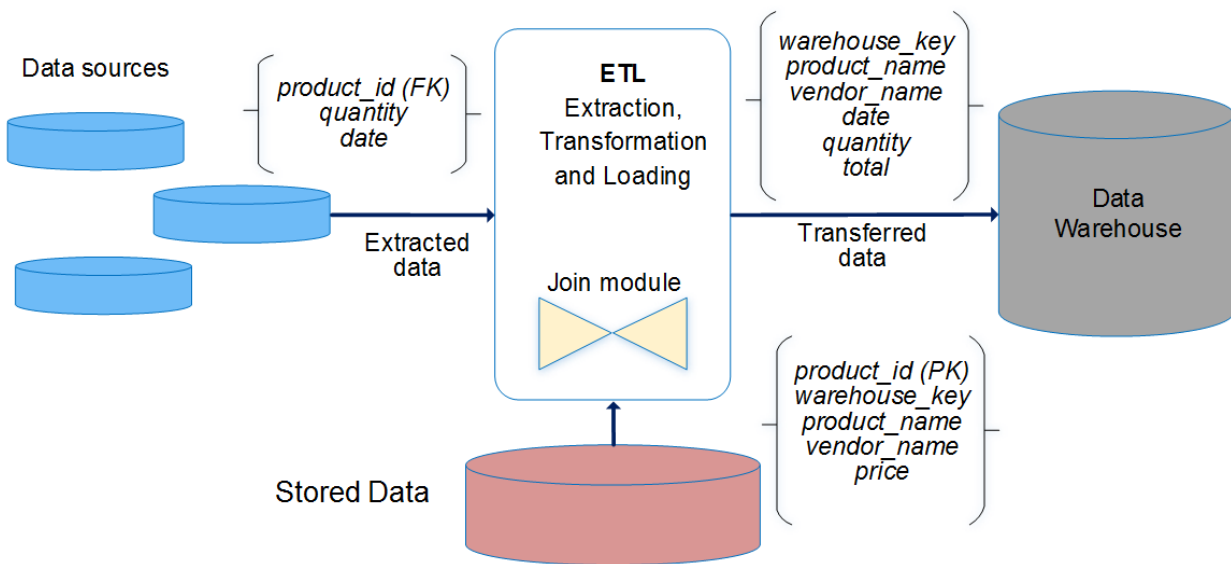 Data sources
product_id (FK)
quantity
date
Extracted
data
ETL
Extraction,
Transformation
and Loading
Join module
warehouse_key
product_name
vendor_name
date
quantity
total
Transferred
data
Data
Warehouse
Stored Data
product_id (PK)
warehouse_key
product_name
vendor_name
price